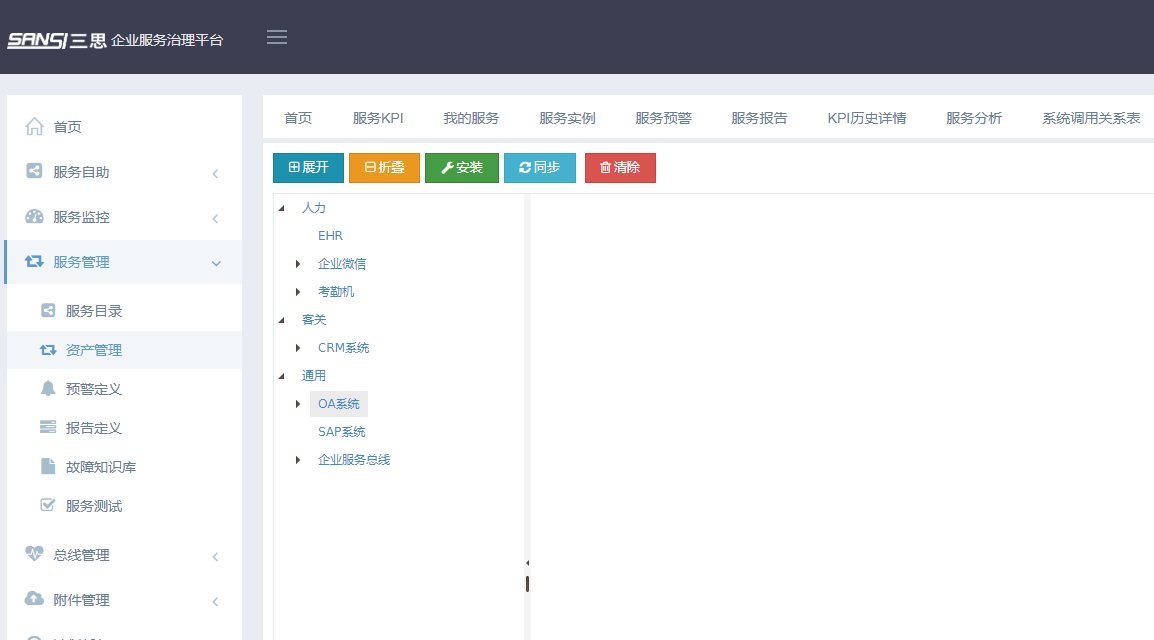 SANSI三思 企业服务治理平台
首页
服务自助
服务监控
服务管理
服务目录
资产管理
预警定义
报告定义
故障知识库
服务测试
总线管理
附件管理
首页 服务KPI 我的服务 服务实例 服务预警 服务报告 KPI历史详情 服务分析 系统调用关系表
展开 折叠 安装 同步 清除
人力
EHR
企业微信
考勤机
客关
CRM系统
通用
OA系统
SAP系统
企业服务总线